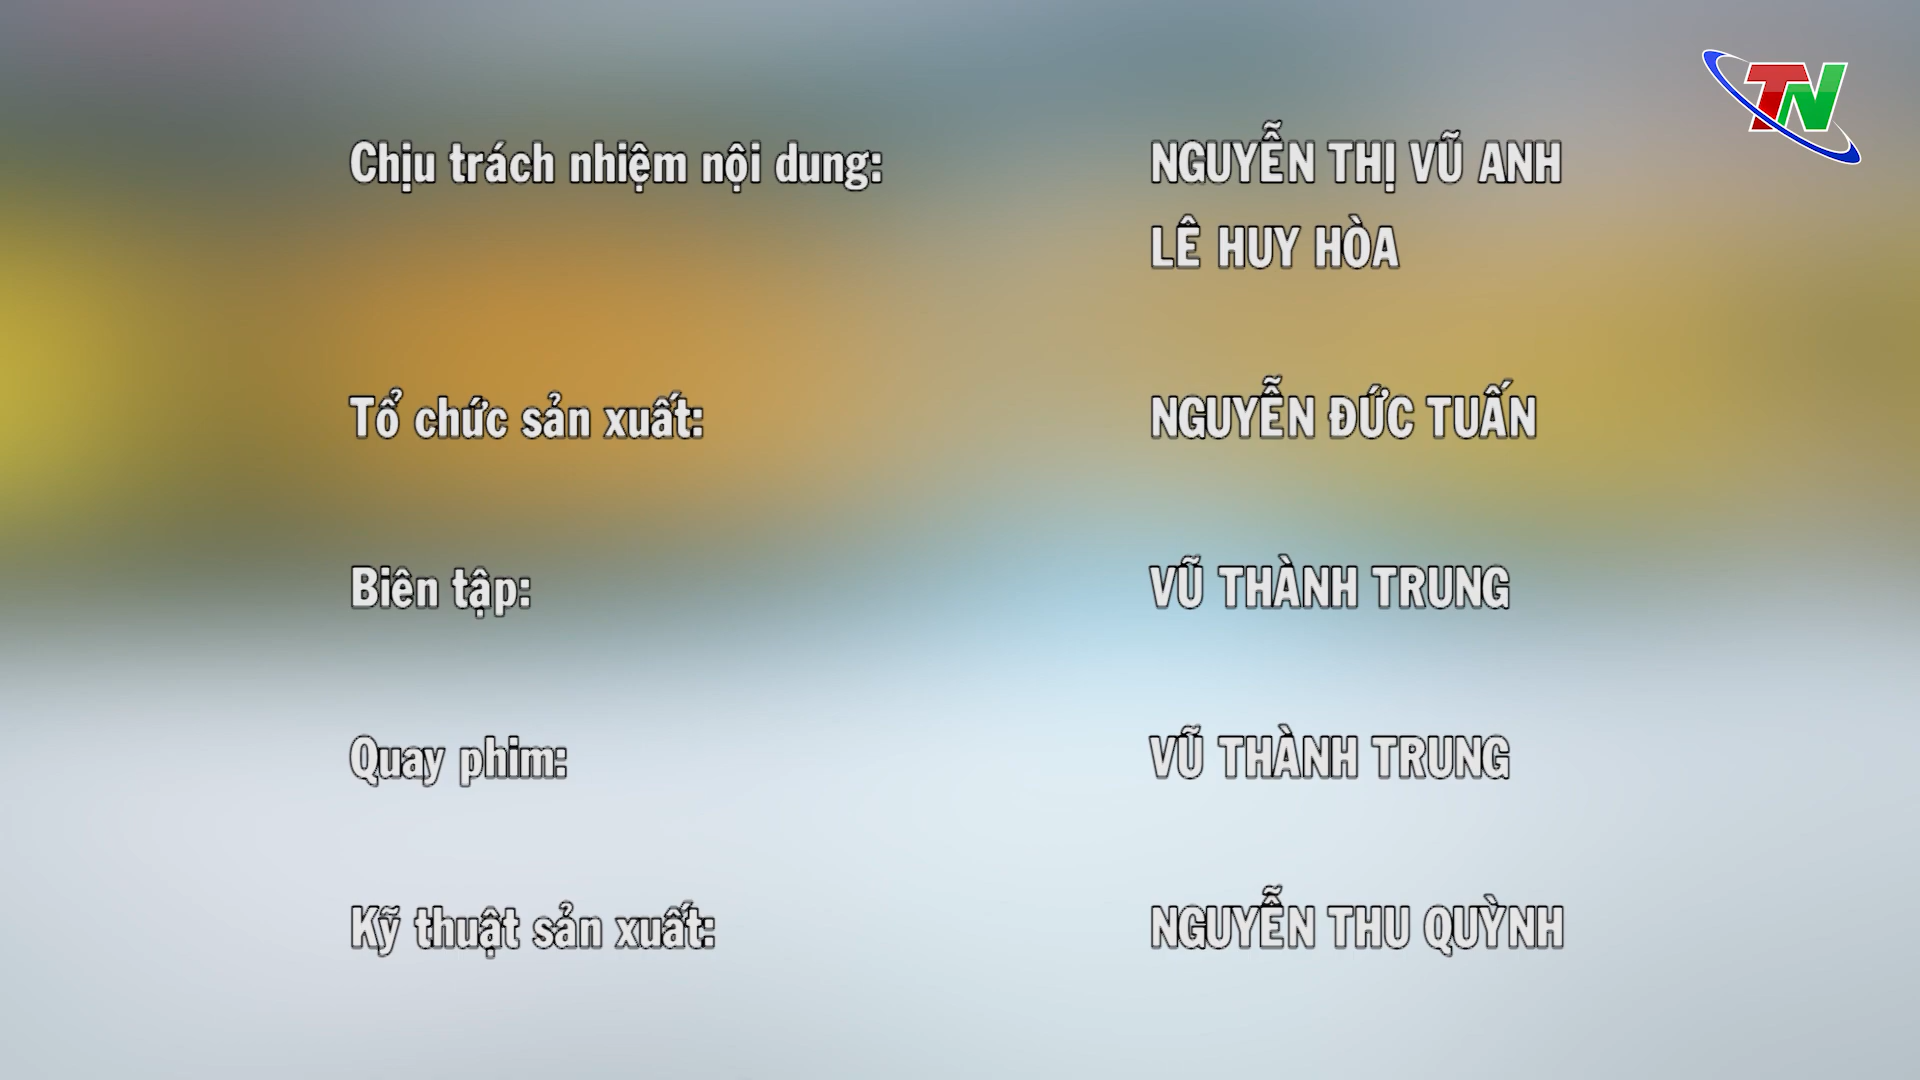 TN
Chịu trách nhiệm nội dung: NGUYỄN THỊ VŨ ANH
LÊ HUY HÒA
Tổ chức sản xuất: NGUYỄN ĐỨC TUẤN
Biên tập: VŨ THÀNH TRUNG
Quay phim: VŨ THÀNH TRUNG
Kỹ thuật sản xuất: NGUYỄN THU QUỲNH